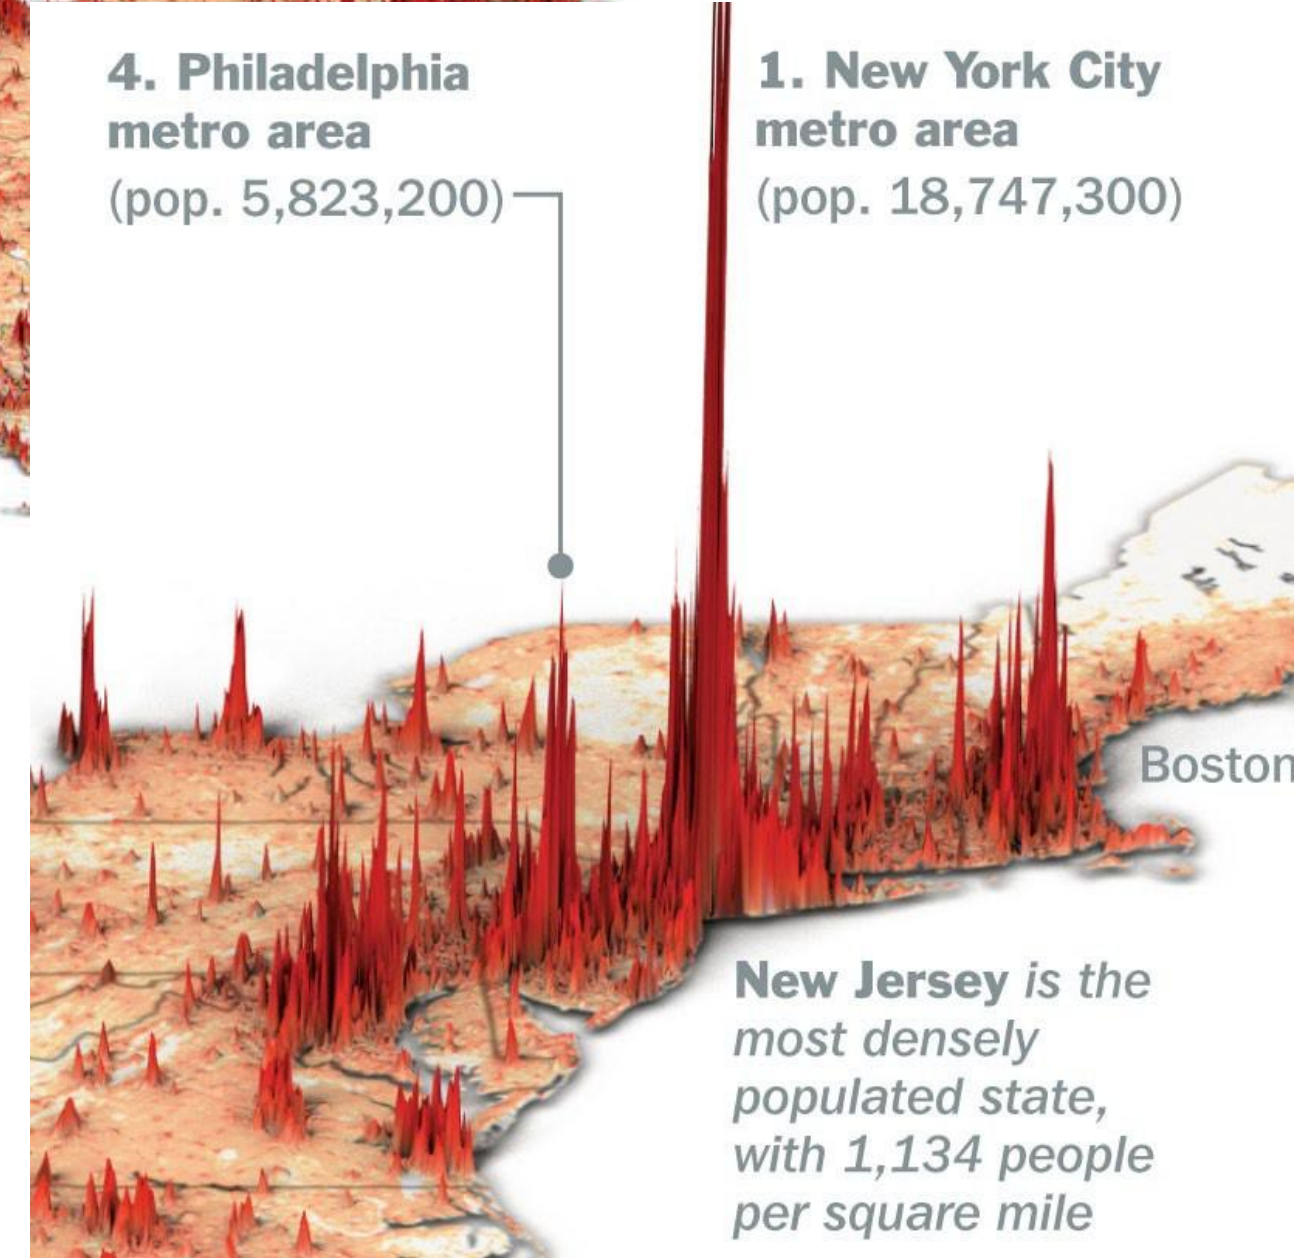 4. Philadelphia
metro area
(pop. 5,823,200)
1. New York City
metro area
(pop. 18,747,300)
Boston
New Jersey is the
most densely
populated state,
with 1,134 people
per square mile